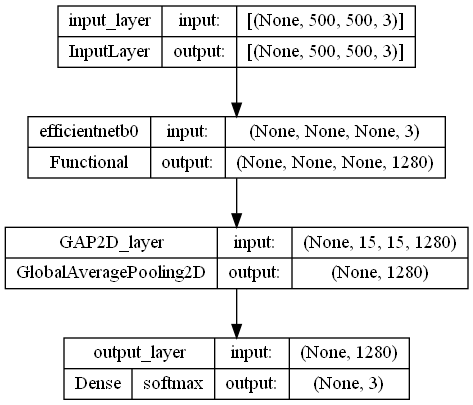 input_layer input: [(None, 500, 500, 3)]
InputLayer output: [(None, 500, 500, 3)]
efficientnetb0 input: (None, None, None, 3)
Functional output: (None, None, None, 1280)
GAP2D_layer input: (None, 15, 15, 1280)
GlobalAveragePooling2D output: (None, 1280)
output_layer input: (None, 1280)
Dense softmax output: (None, 3)